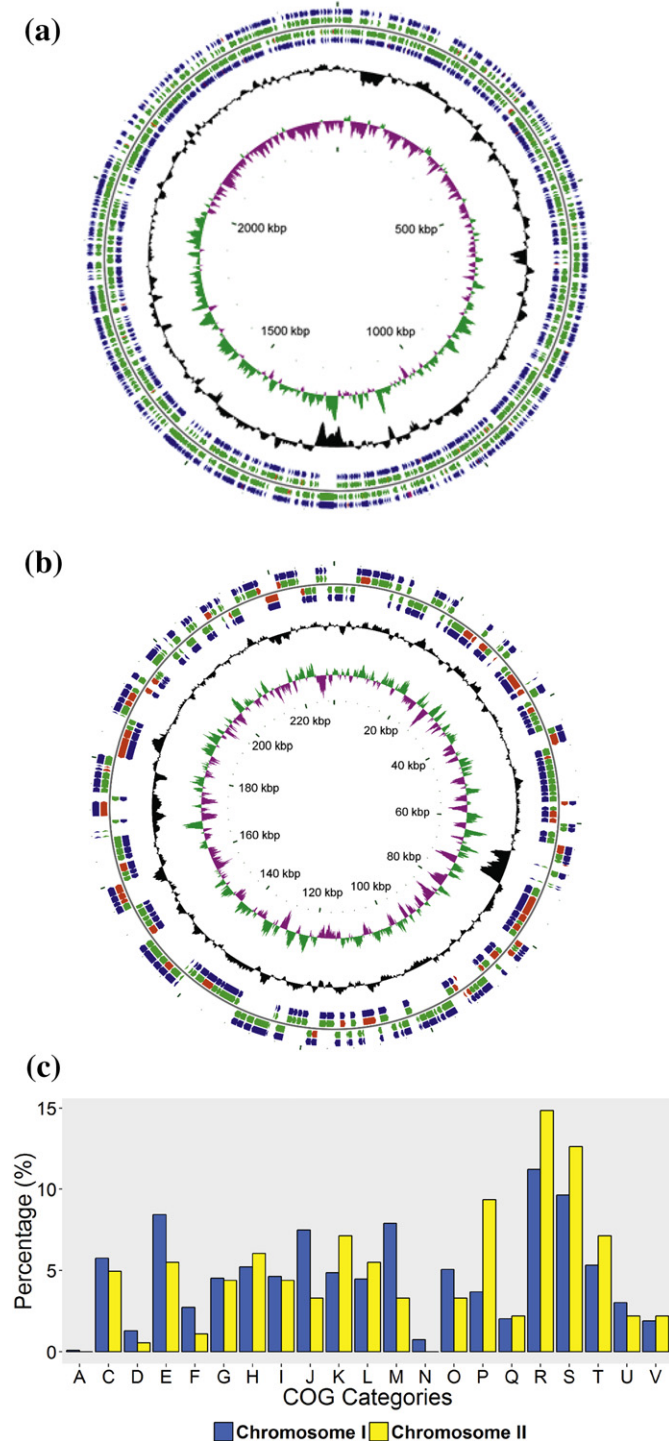 (a)
2000 kbp
500 kbp
1500 kbp
1000 kbp
(b)
220 kbp
20 kbp
200 kbp
40 kbp
180 kbp
60 kbp
160 kbp
80 kbp
140 kbp
100 kbp
120 kbp
(c)
15
10
5
0
Percentage (%)
A C D E F G H I J K L M N O P Q R S T U V
COG Categories
Chromosome I Chromosome II